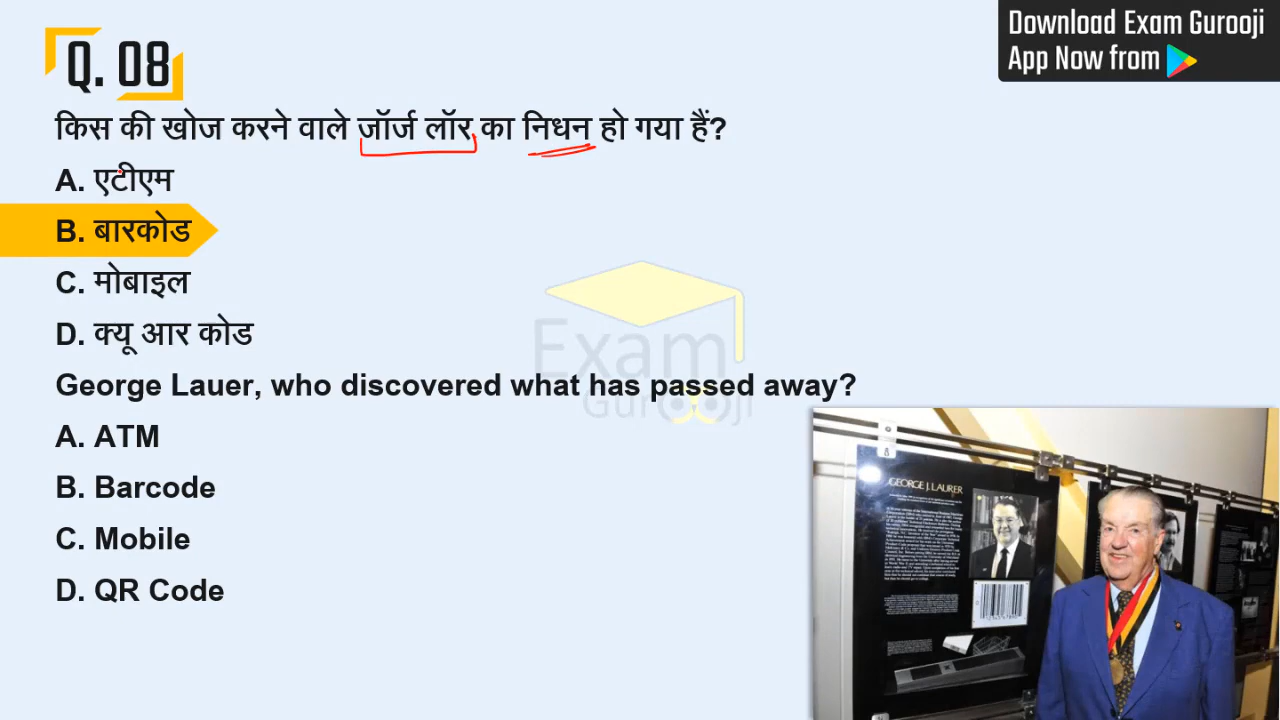 Download Exam Gurooji
App Now from
Q. 08
किस की खोज करने वाले जॉर्ज लॉर का निधन हो गया हैं?
A. एटीएम
B. बारकोड
C. मोबाइल
D. क्यू आर कोड
Exam
Gurooji
George Lauer, who discovered what has passed away?
A. ATM
B. Barcode
C. Mobile
D. QR Code
GEORGE J. LAURER